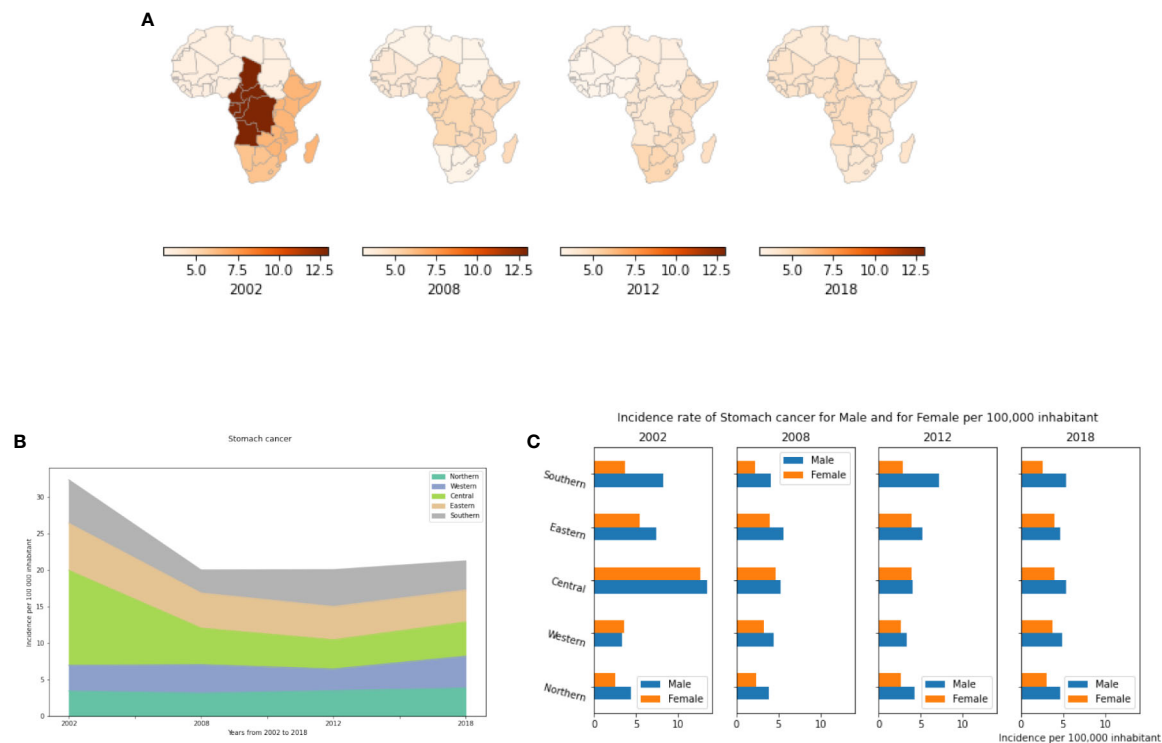 A
5.0 7.5 10.0 12.5 5.0 7.5 10.0 12.5 5.0 7.5 10.0 12.5 5.0 7.5 10.0 12.5
2002 2008 2012 2018
B
Stomach cancer
Northern
Western
Central
Eastern
Southern
Incidence per 100 000 inhabitant
30
25
20
15
10
5
0
2002 2008 2012 2018
Years from 2002 to 2018
C
Incidence rate of Stomach cancer for Male and for Female per 100,000 inhabitant
2002 2008 2012 2018
Southern
Eastern
Central
Western
Northern
Male
Female
Male
Female
Male
Female
Male
Female
0 5 10 0 5 10 0 5 10 0 5 10
Incidence per 100,000 inhabitant